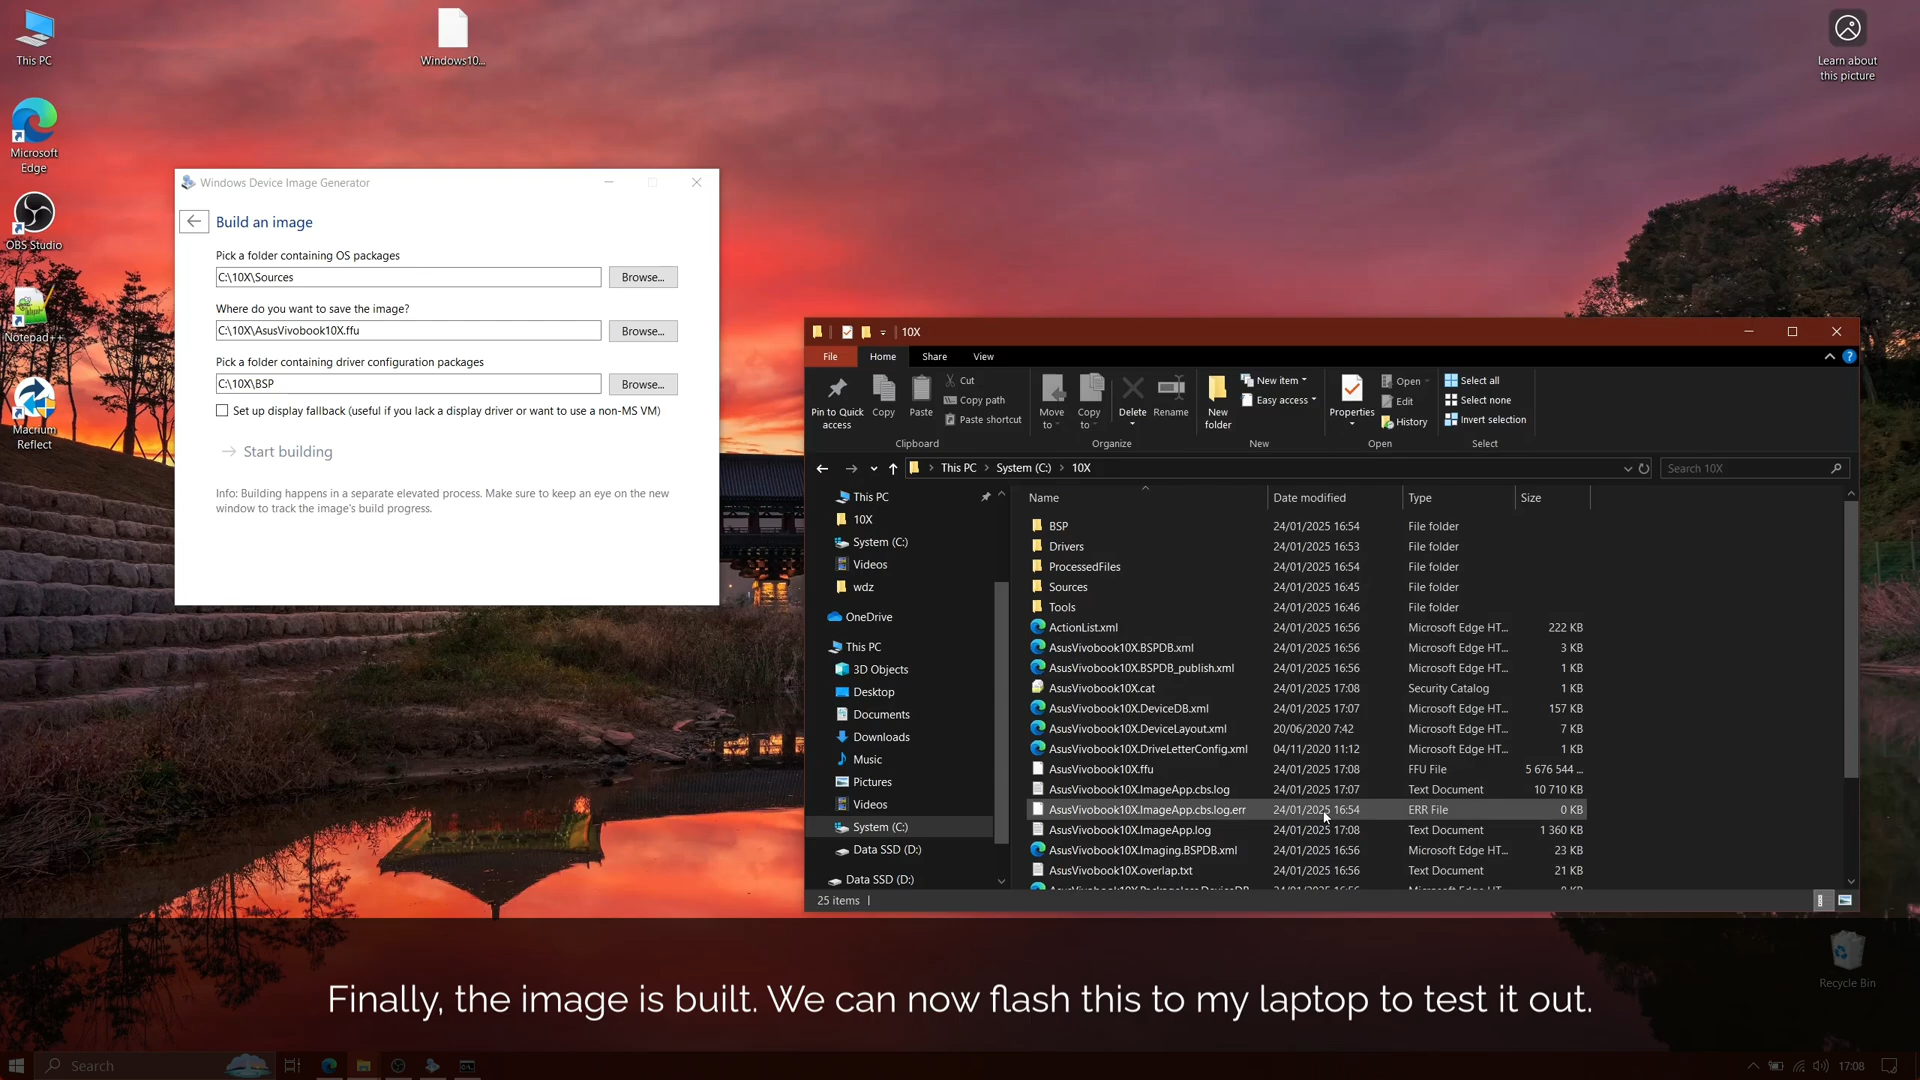 This PC
Microsoft
Edge
OBS Studio
Notepad++
Macrium
Reflect
Windows10...
Learn about
this picture
Recycle Bin
Windows Device Image Generator
Build an image
Pick a folder containing OS packages
C:\10X\Sources
Browse...
Where do you want to save the image?
C:\10X\AsusVivobook10X.ffu
Browse...
Pick a folder containing driver configuration packages
C:\10X\BSP
Browse...
Set up display fallback (useful if you lack a display driver or want to use a non-MS VM)
Start building
Info: Building happens in a separate elevated process. Make sure to keep an eye on the new
window to track the image's build progress.
10X
File Home Share View
Pin to Quick
access
Copy
Paste
Cut
Copy path
Paste shortcut
Clipboard
Move
to
Copy
to
Delete
Rename
Organize
New
folder
New item
Easy access
New
Properties
Open
Edit
History
Open
Select all
Select none
Invert selection
Select
This PC System (C:) 10X
Search 10X
This PC
10X
System (C:)
Videos
wdz
OneDrive
This PC
3D Objects
Desktop
Documents
Downloads
Music
Pictures
Videos
System (C:)
Data SSD (D:)
Data SSD (D:)
Name Date modified Type Size
BSP 24/01/2025 16:54 File folder
Drivers 24/01/2025 16:53 File folder
ProcessedFiles 24/01/2025 16:54 File folder
Sources 24/01/2025 16:45 File folder
Tools 24/01/2025 16:46 File folder
ActionList.xml 24/01/2025 16:56 Microsoft Edge HT... 222 KB
AsusVivobook10X.BSPDB.xml 24/01/2025 16:56 Microsoft Edge HT... 3 KB
AsusVivobook10X.BSPDB_publish.xml 24/01/2025 16:56 Microsoft Edge HT... 1 KB
AsusVivobook10X.cat 24/01/2025 17:08 Security Catalog 1 KB
AsusVivobook10X.DeviceDB.xml 24/01/2025 17:07 Microsoft Edge HT... 157 KB
AsusVivobook10X.DeviceLayout.xml 20/06/2020 7:42 Microsoft Edge HT... 7 KB
AsusVivobook10X.DriveLetterConfig.xml 04/11/2020 11:12 Microsoft Edge HT... 1 KB
AsusVivobook10X.ffu 24/01/2025 17:08 FFU File 5 676 544 ...
AsusVivobook10X.ImageApp.cbs.log 24/01/2025 17:07 Text Document 10 710 KB
AsusVivobook10X.ImageApp.cbs.log.err 24/01/2025 16:54 ERR File 0 KB
AsusVivobook10X.ImageApp.log 24/01/2025 17:08 Text Document 1 360 KB
AsusVivobook10X.Imaging.BSPDB.xml 24/01/2025 16:56 Microsoft Edge HT... 23 KB
AsusVivobook10X.overlap.txt 24/01/2025 16:56 Text Document 21 KB
25 items
Finally, the image is built. We can now flash this to my laptop to test it out.
Search
17:08